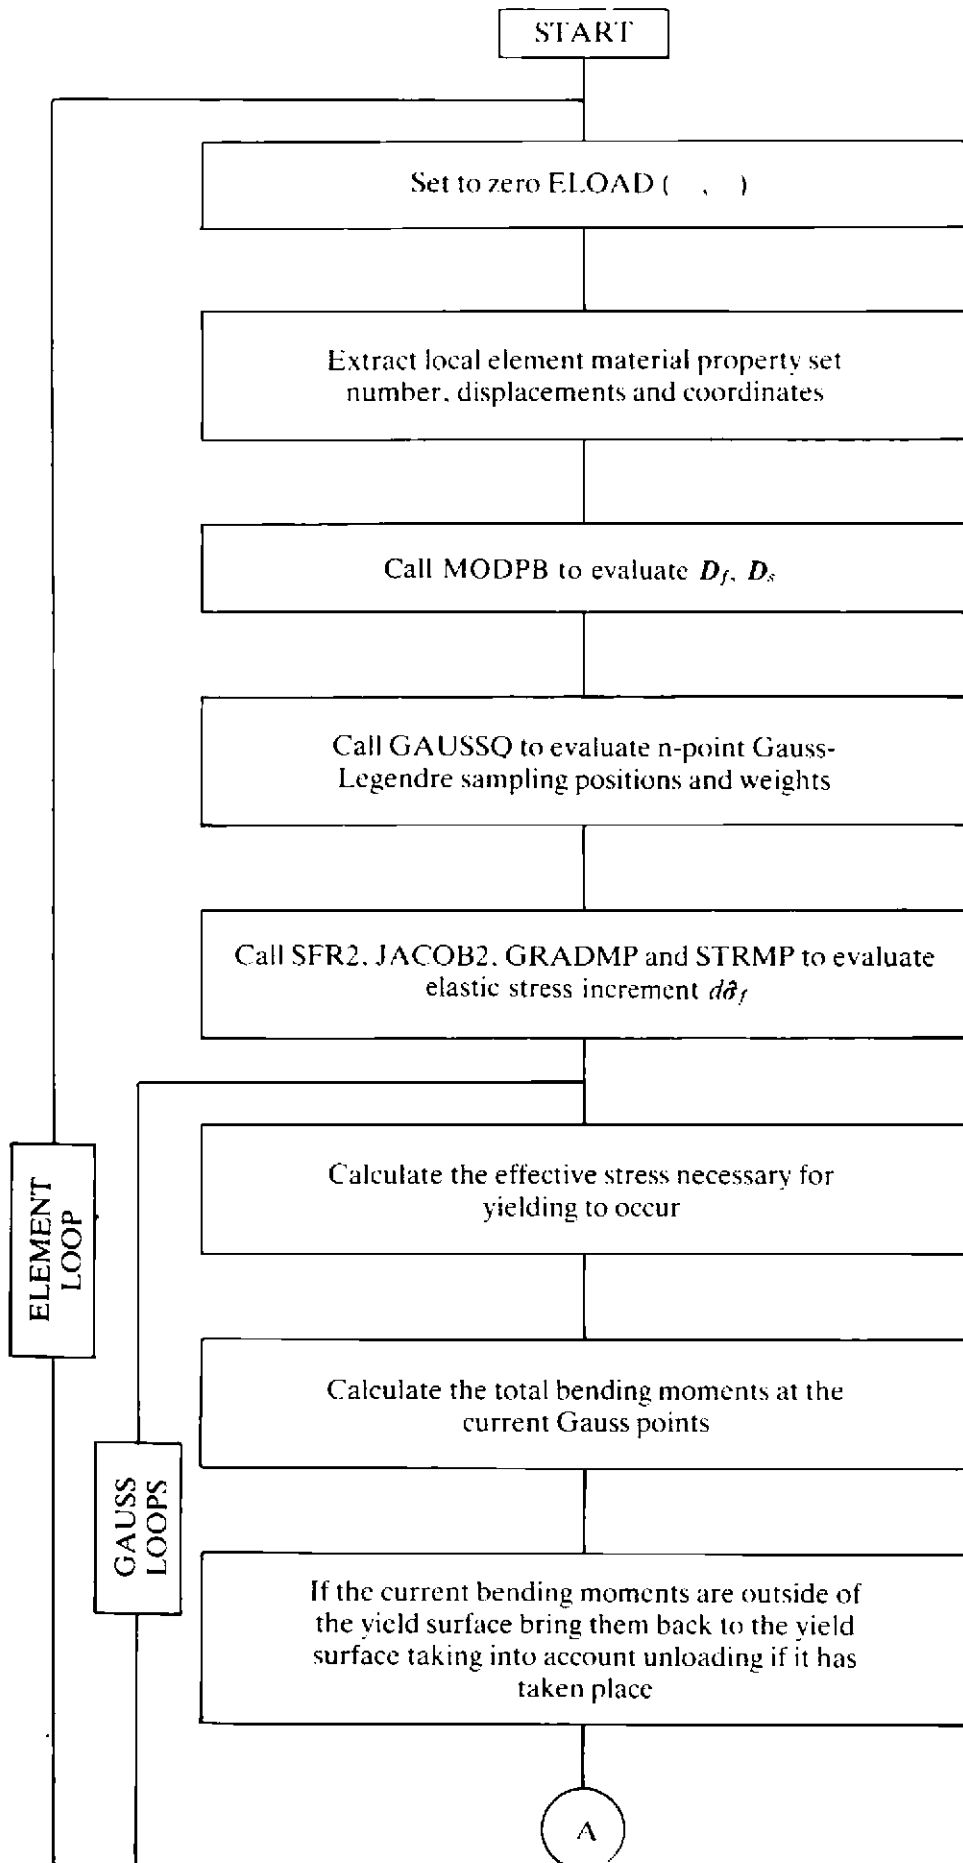 START
Set to zero ELOAD ( , )
Extract local element material property set
number, displacements and coordinates
Call MODPB to evaluate D_f, D_s
Call GAUSSQ to evaluate n-point Gauss-
Legendre sampling positions and weights
Call SFR2, JACOB2, GRADMP and STRMP to evaluate
elastic stress increment dσ̂_f
Calculate the effective stress necessary for
yielding to occur
ELEMENT
LOOP
Calculate the total bending moments at the
current Gauss points
GAUSS
LOOPS
If the current bending moments are outside of
the yield surface bring them back to the yield
surface taking into account unloading if it has
taken place
A